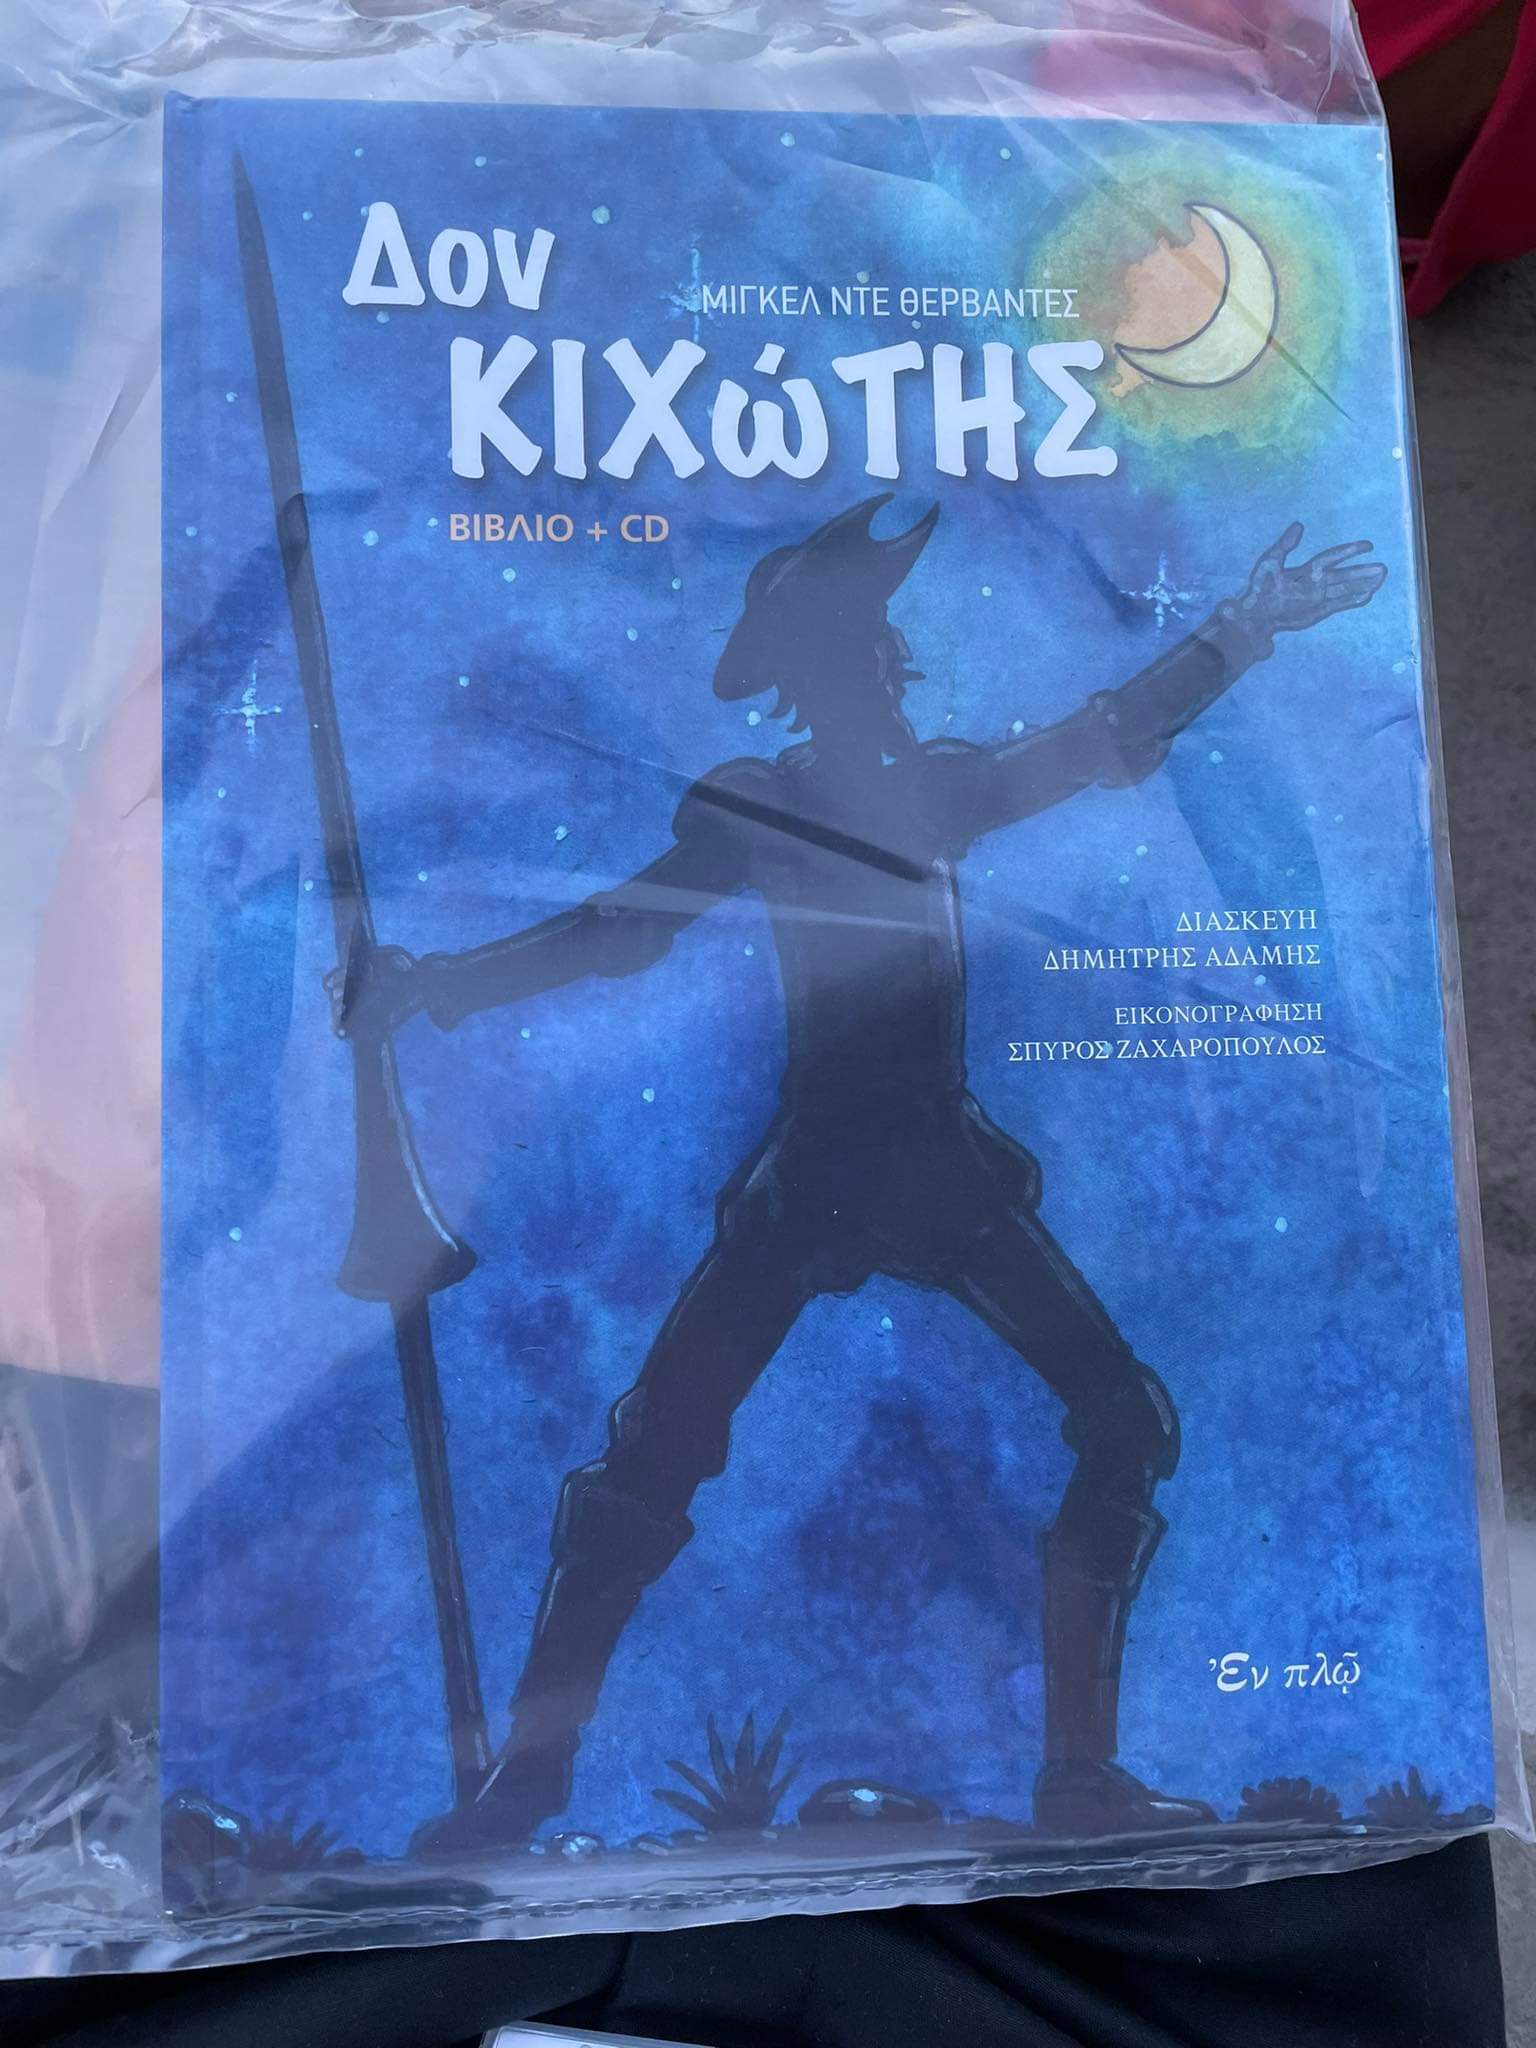 Δον
ΜΙΓΚΕΛ ΝΤΕ ΘΕΡΒΑΝΤΕΣ
ΚΙΧώΤΗΣ
ΒΙΒΛΙΟ + CD
ΔΙΑΣΚΕΥΗ
ΔΗΜΗΤΡΗΣ ΑΔΑΜΗΣ
ΕΙΚΟΝΟΓΡΑΦΗΣΗ
ΣΠΥΡΟΣ ΖΑΧΑΡΟΠΟΥΛΟΣ
Ἐν πλῷ